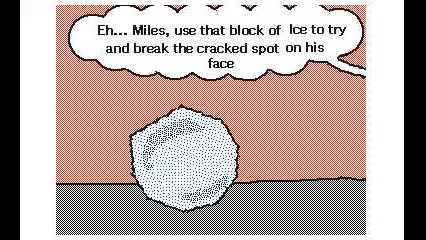 Eh... Miles, use that block of Ice to try
and break the cracked spot on his
face